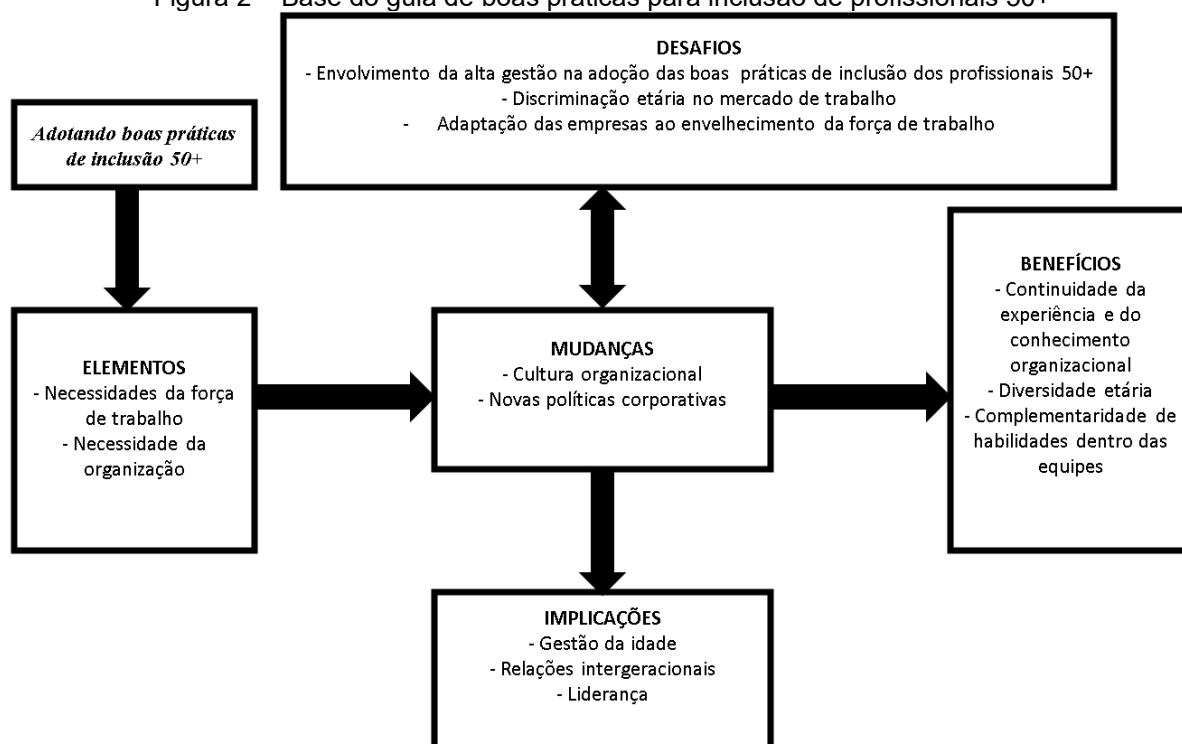 Figura 2 – Base do guia de boas práticas para inclusão de profissionais 50+
DESAFIOS
- Envolvimento da alta gestão na adoção das boas práticas de inclusão dos profissionais 50+
- Discriminação etária no mercado de trabalho
- Adaptação das empresas ao envelhecimento da força de trabalho
Adotando boas práticas
de inclusão 50+
ELEMENTOS
- Necessidades da força
de trabalho
- Necessidade da
organização
MUDANÇAS
- Cultura organizacional
- Novas políticas corporativas
BENEFÍCIOS
- Continuidade da
experiência e do
conhecimento
organizacional
- Diversidade etária
- Complementaridade de
habilidades dentro das
equipes
IMPLICAÇÕES
- Gestão da idade
- Relações intergeracionais
- Liderança